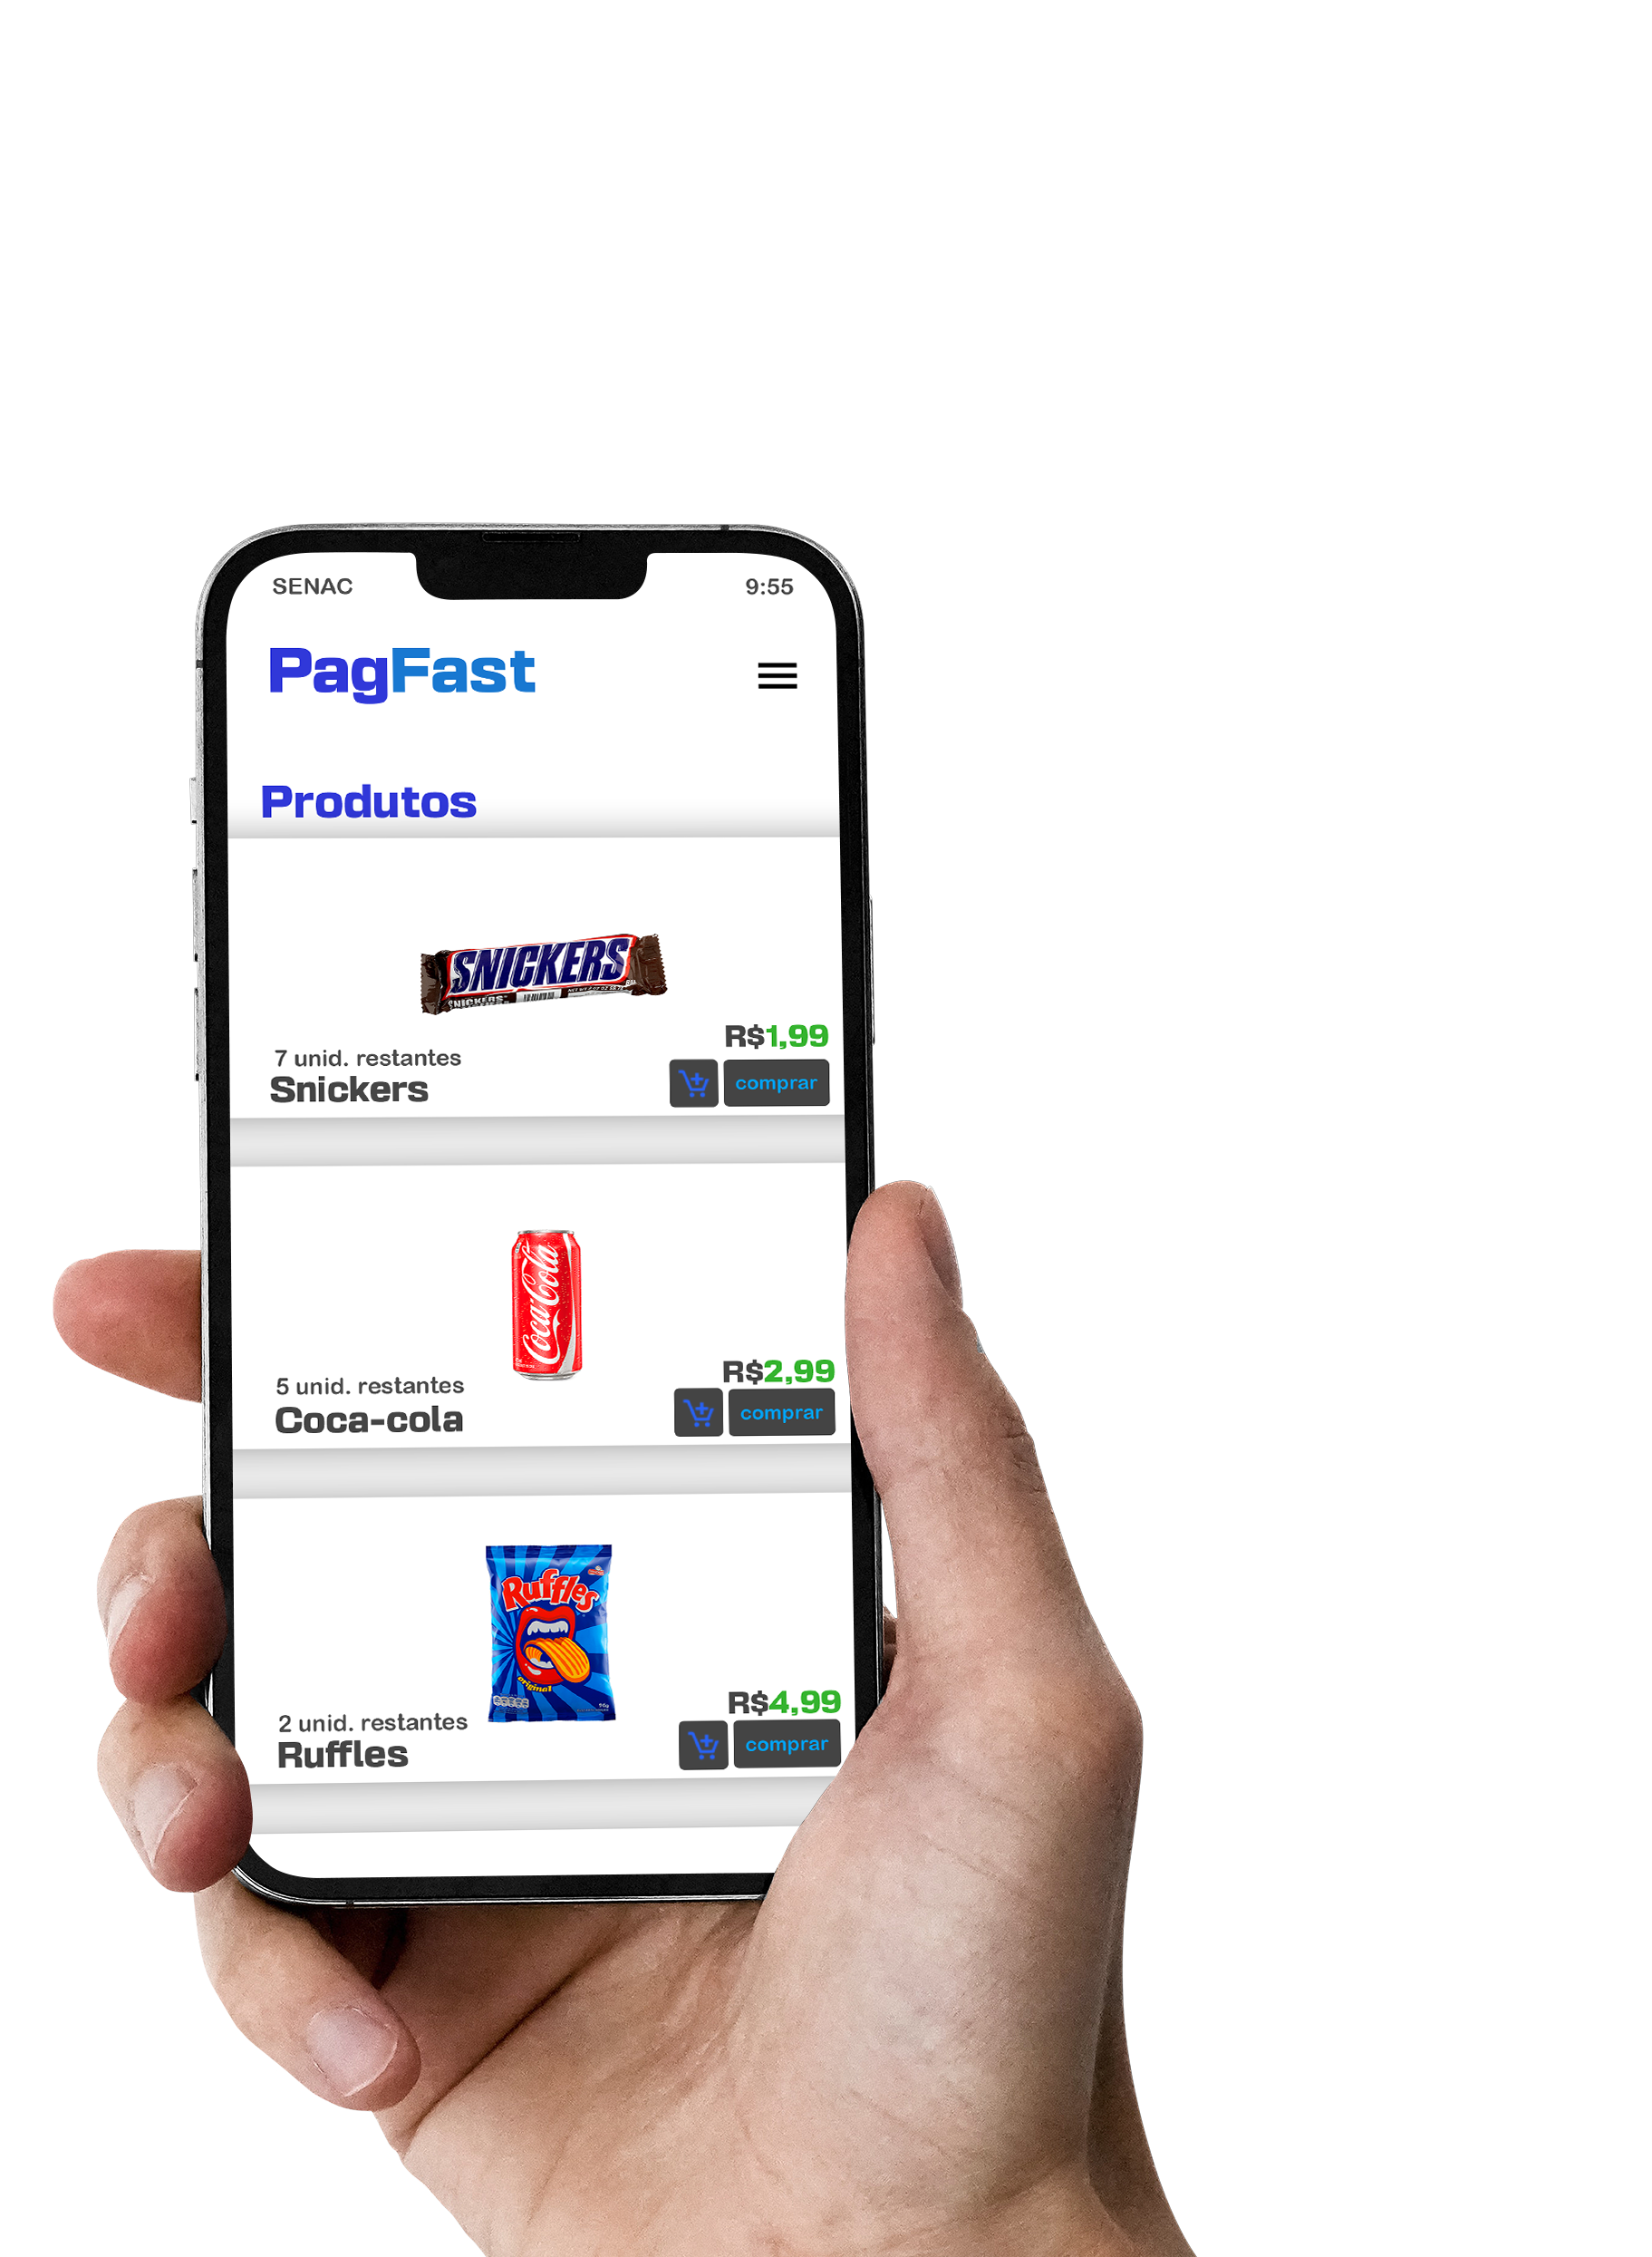 SENAC 9:55
PagFast
Produtos
SNICKERS
SNICKERS
R$1,99
7 unid. restantes
Snickers
comprar
Coca-Cola
R$2,99
5 unid. restantes
Coca-cola
comprar
Ruffles
original
R$4,99
2 unid. restantes
Ruffles
comprar